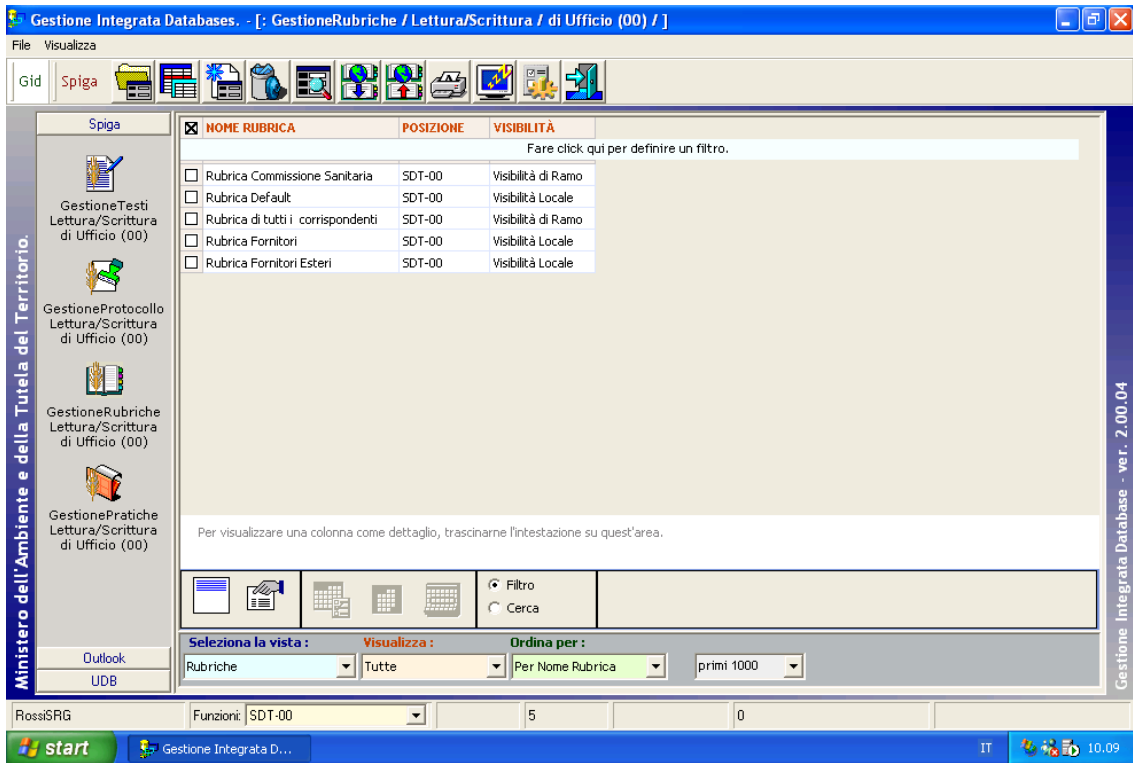 Gestione Integrata Databases. - [: GestioneRubriche / Lettura/Scrittura / di Ufficio (00) / ]
File Visualizza
Gid Spiga
Spiga
GestioneTesti
Lettura/Scrittura
di Ufficio (00)
GestioneProtocollo
Lettura/Scrittura
di Ufficio (00)
GestioneRubriche
Lettura/Scrittura
di Ufficio (00)
GestionePratiche
Lettura/Scrittura
di Ufficio (00)
Outlook
UDB
Ministero dell'Ambiente e della Tutela del Territorio.
NOME RUBRICA POSIZIONE VISIBILITÀ
Fare click qui per definire un filtro.
Rubrica Commissione Sanitaria SDT-00 Visibilità di Ramo
Rubrica Default SDT-00 Visibilità Locale
Rubrica di tutti i corrispondenti SDT-00 Visibilità di Ramo
Rubrica Fornitori SDT-00 Visibilità Locale
Rubrica Fornitori Esteri SDT-00 Visibilità Locale
Per visualizzare una colonna come dettaglio, trascinarne l'intestazione su quest'area.
Filtro
Cerca
Seleziona la vista : Visualizza : Ordina per :
Rubriche Tutte Per Nome Rubrica primi 1000
Gestione Integrata Database - ver. 2.00.04
RossiSRG Funzioni: SDT-00 5 0
start Gestione Integrata D... IT 10.09